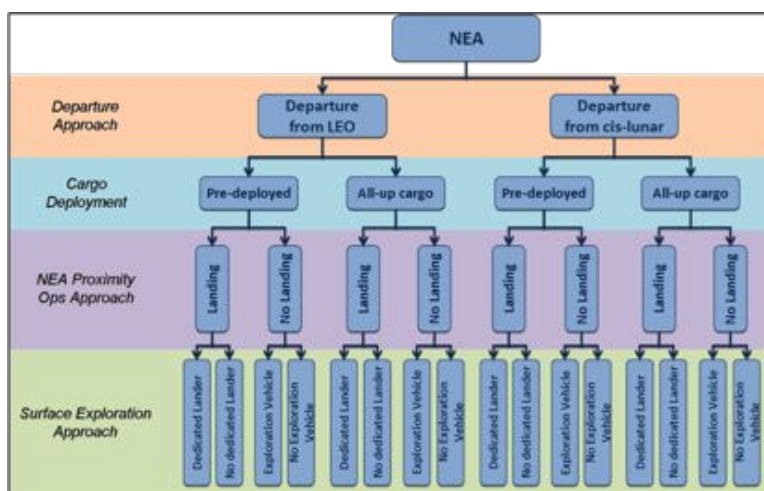 NEA
Departure
Approach
Departure
from LEO
Departure
from cis-lunar
Cargo
Deployment
Pre-deployed
All-up cargo
Pre-deployed
All-up cargo
NEA Proximity
Ops Approach
Landing
No Landing
Landing
No Landing
Landing
No Landing
Landing
No Landing
Surface Exploration
Approach
Dedicated Lander
No dedicated Lander
Exploration Vehicle
No Exploration
Vehicle
Dedicated Lander
No dedicated Lander
Exploration Vehicle
No Exploration
Vehicle
Dedicated Lander
No dedicated Lander
Exploration Vehicle
No Exploration
Vehicle
Dedicated Lander
No dedicated Lander
Exploration Vehicle
No Exploration
Vehicle